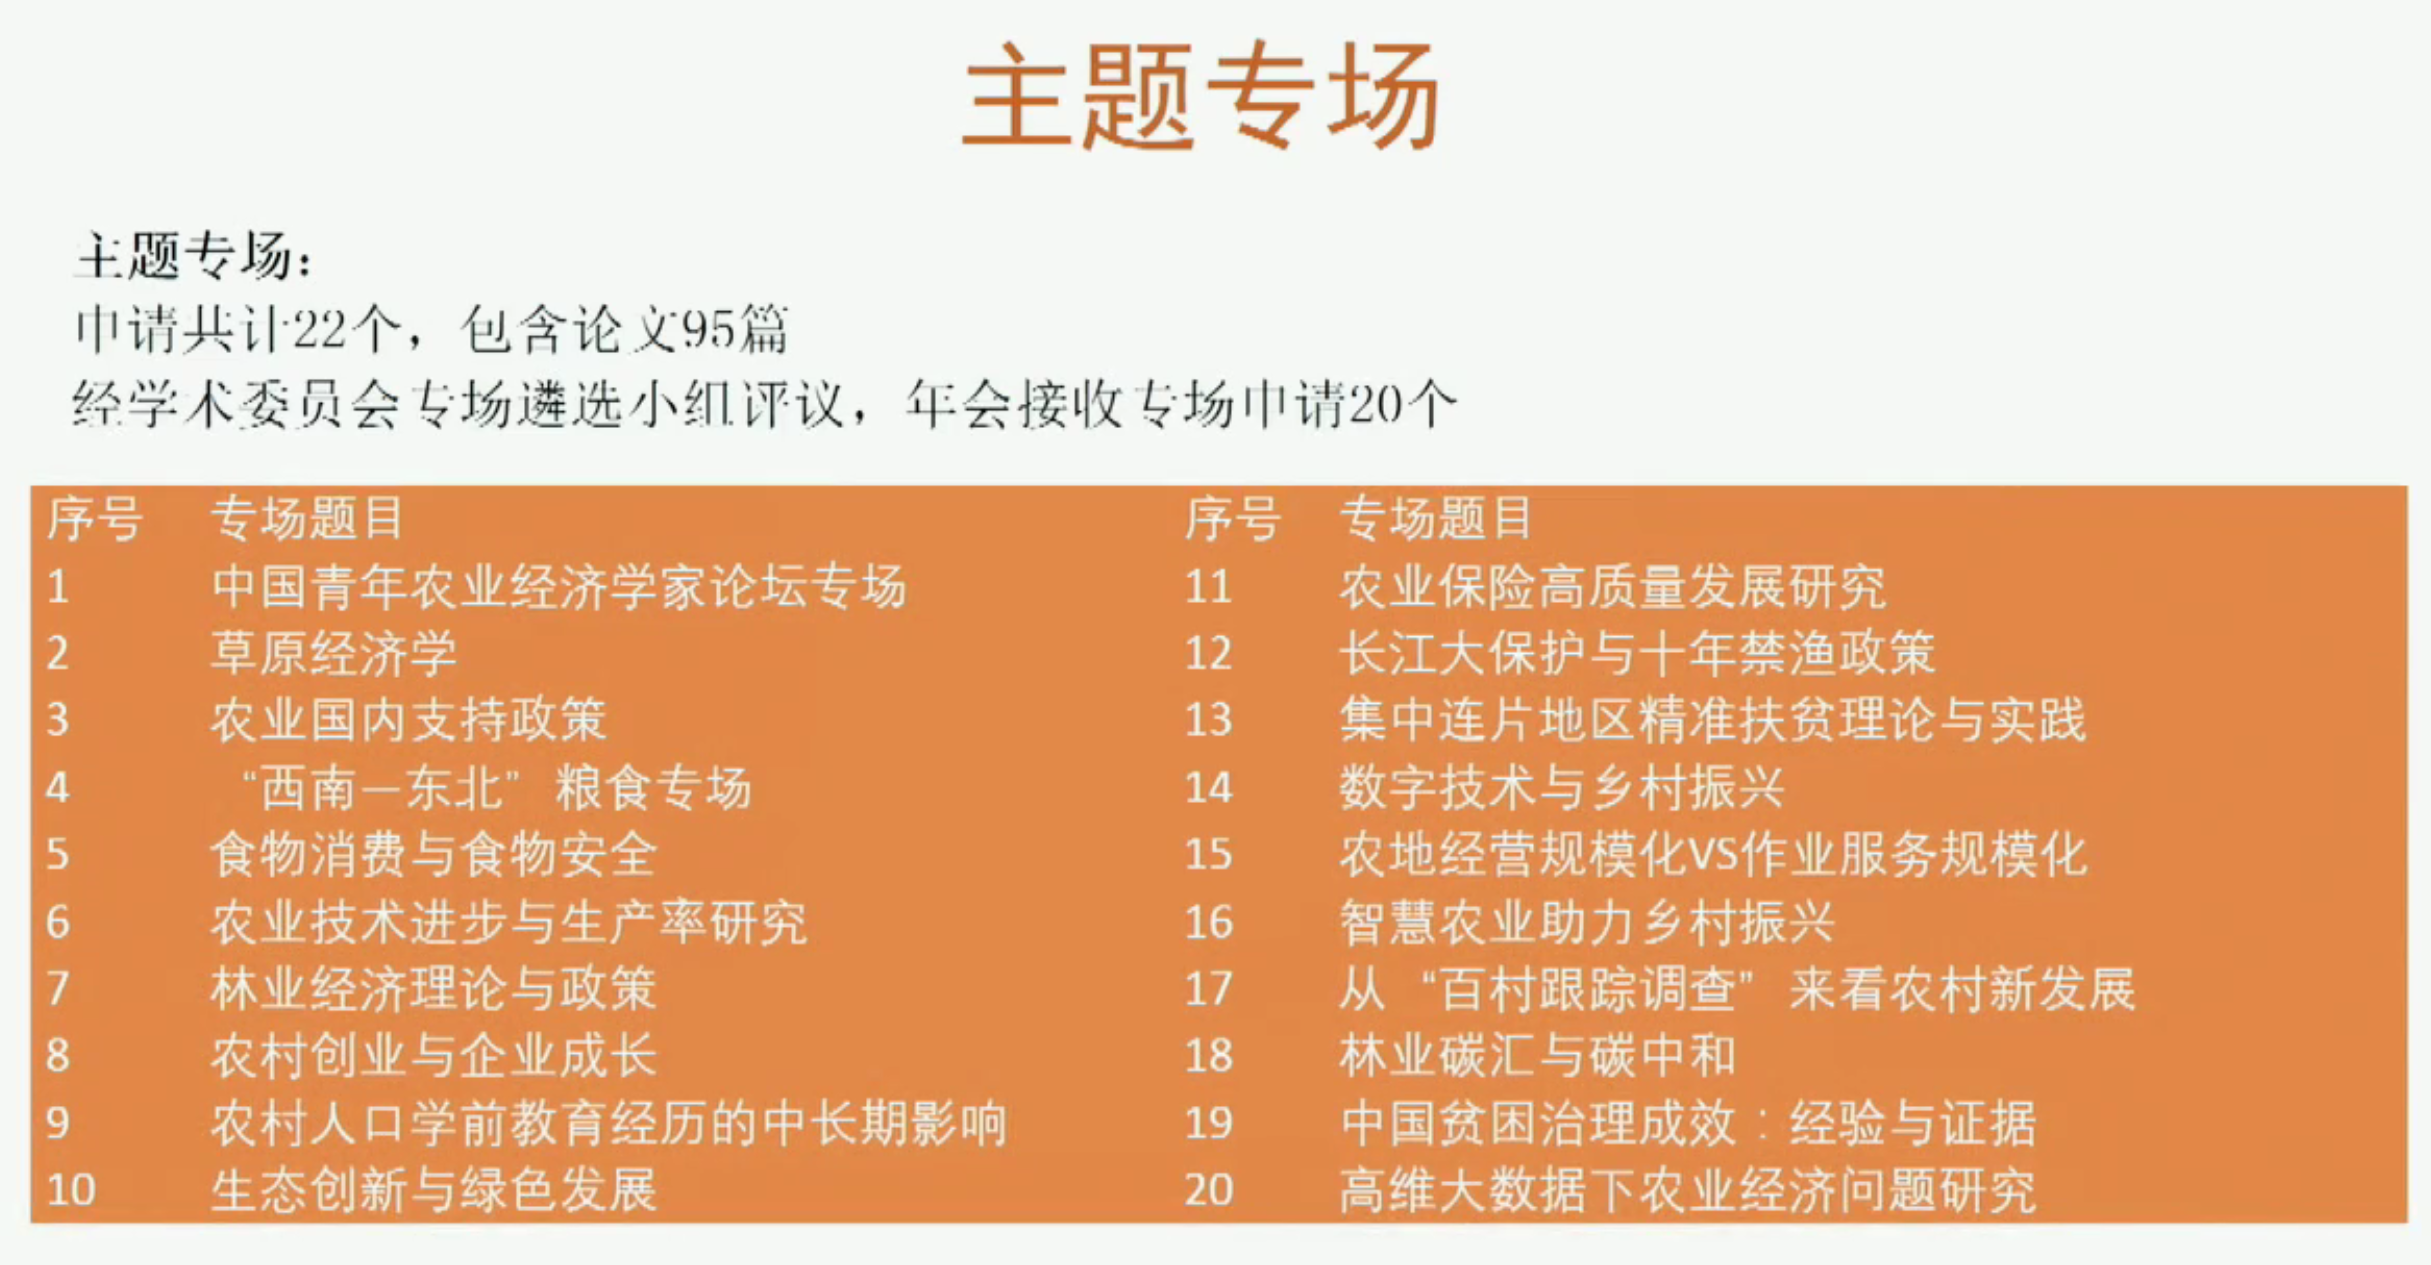 主题专场
主题专场：
申请共计22个，包含论文95篇
经学术委员会专场遴选小组评议，年会接收专场申请20个
序号 专场题目 序号 专场题目
1 中国青年农业经济学家论坛专场 11 农业保险高质量发展研究
2 草原经济学 12 长江大保护与十年禁渔政策
3 农业国内支持政策 13 集中连片地区精准扶贫理论与实践
4 “西南—东北”粮食专场 14 数字技术与乡村振兴
5 食物消费与食物安全 15 农地经营规模化VS作业服务规模化
6 农业技术进步与生产率研究 16 智慧农业助力乡村振兴
7 林业经济理论与政策 17 从“百村跟踪调查”来看农村新发展
8 农村创业与企业成长 18 林业碳汇与碳中和
9 农村人口学前教育经历的中长期影响 19 中国贫困治理成效：经验与证据
10 生态创新与绿色发展 20 高维大数据下农业经济问题研究